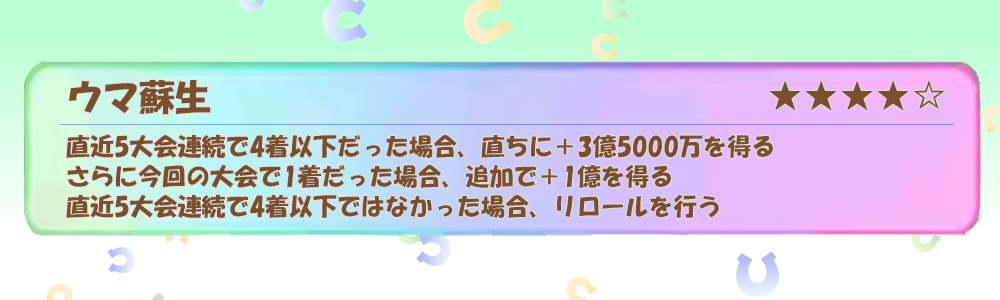 ウマ蘇生 ★★★★☆
直近5大会連続で4着以下だった場合、直ちに＋3億5000万を得る
さらに今回の大会で1着だった場合、追加で＋1億を得る
直近5大会連続で4着以下ではなかった場合、リロールを行う